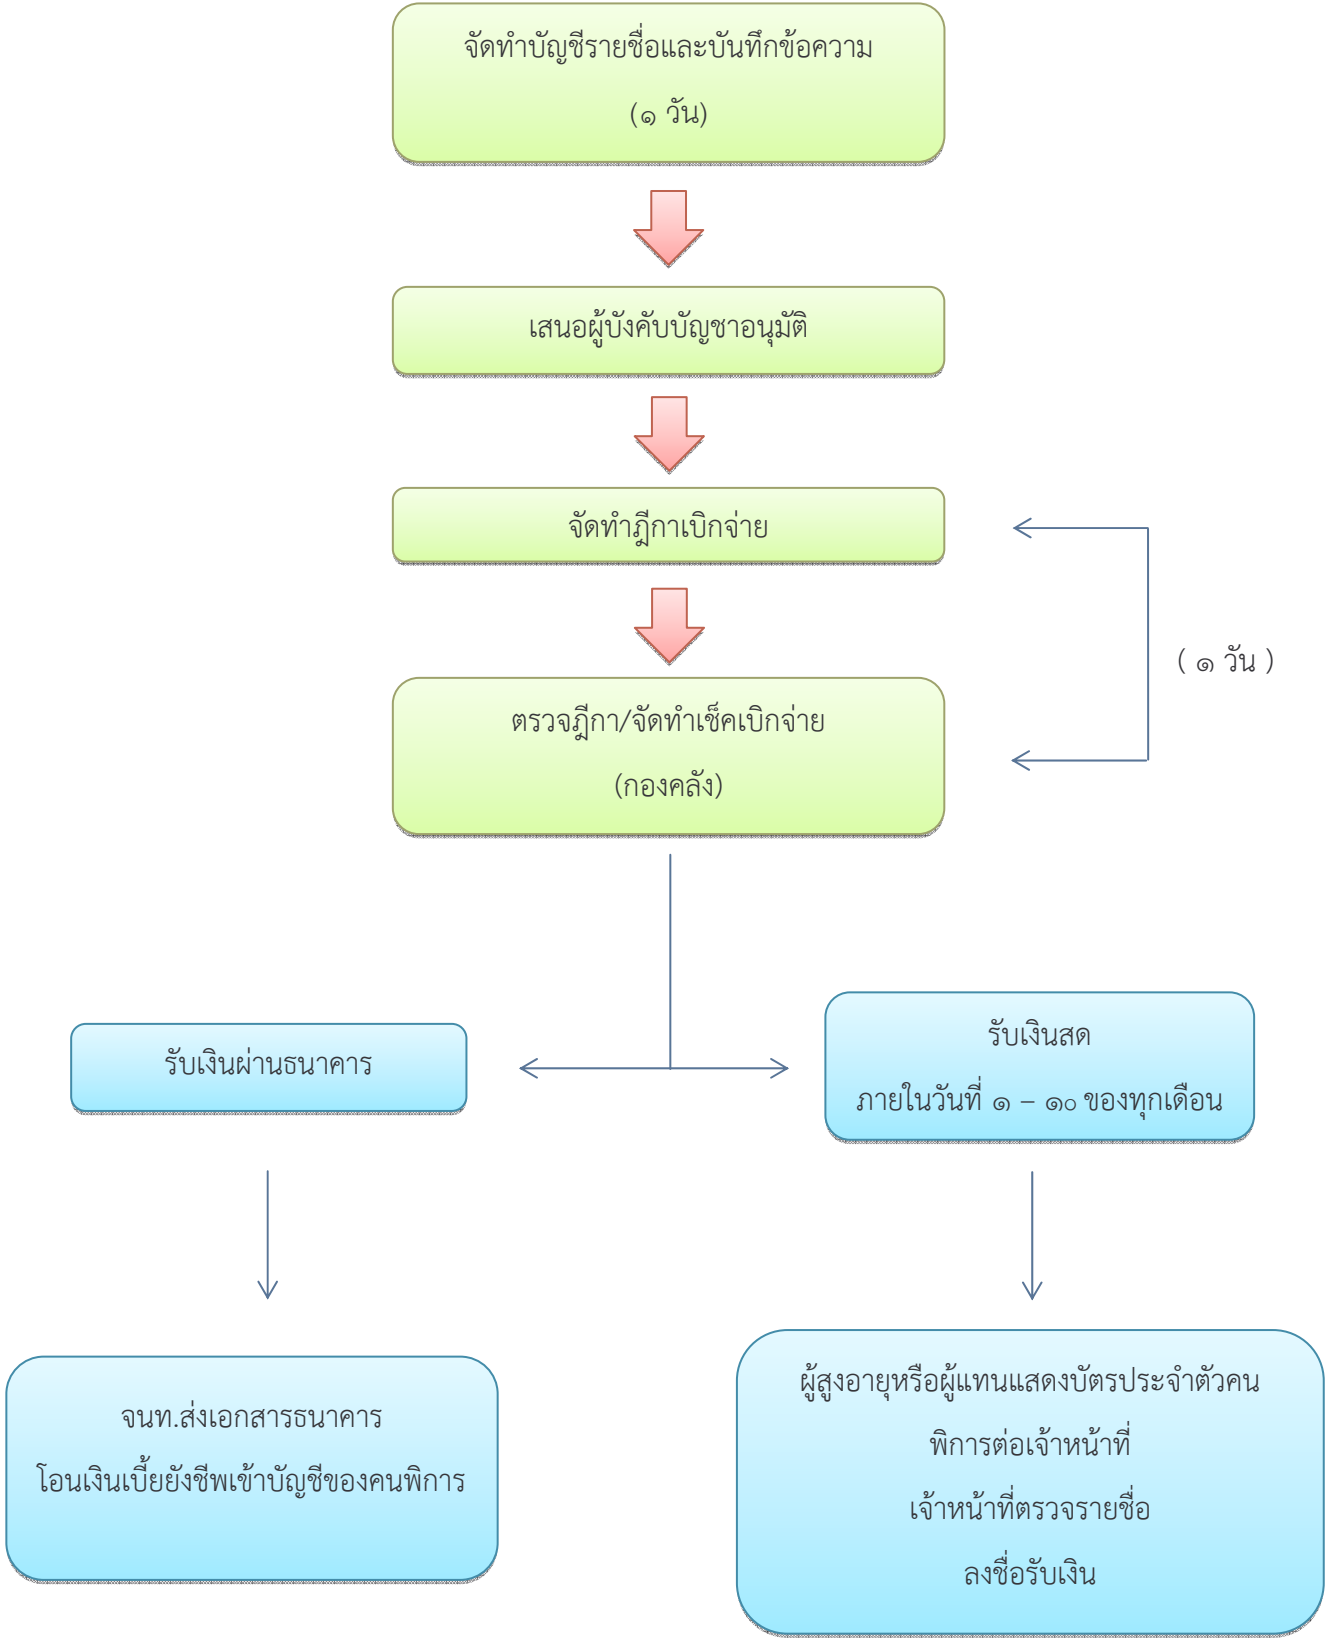 จัดทำบัญชีรายชื่อและบันทึกข้อความ
(๑ วัน)
เสนอผู้บังคับบัญชาอนุมัติ
จัดทำฎีกาเบิกจ่าย
( ๑ วัน )
ตรวจฎีกา/จัดทำเช็คเบิกจ่าย
(กองคลัง)
รับเงินผ่านธนาคาร
รับเงินสด
ภายในวันที่ ๑ – ๑๐ ของทุกเดือน
จนท.ส่งเอกสารธนาคาร
โอนเงินเบี้ยยังชีพเข้าบัญชีของคนพิการ
ผู้สูงอายุหรือผู้แทนแสดงบัตรประจำตัวคน
พิการต่อเจ้าหน้าที่
เจ้าหน้าที่ตรวจรายชื่อ
ลงชื่อรับเงิน